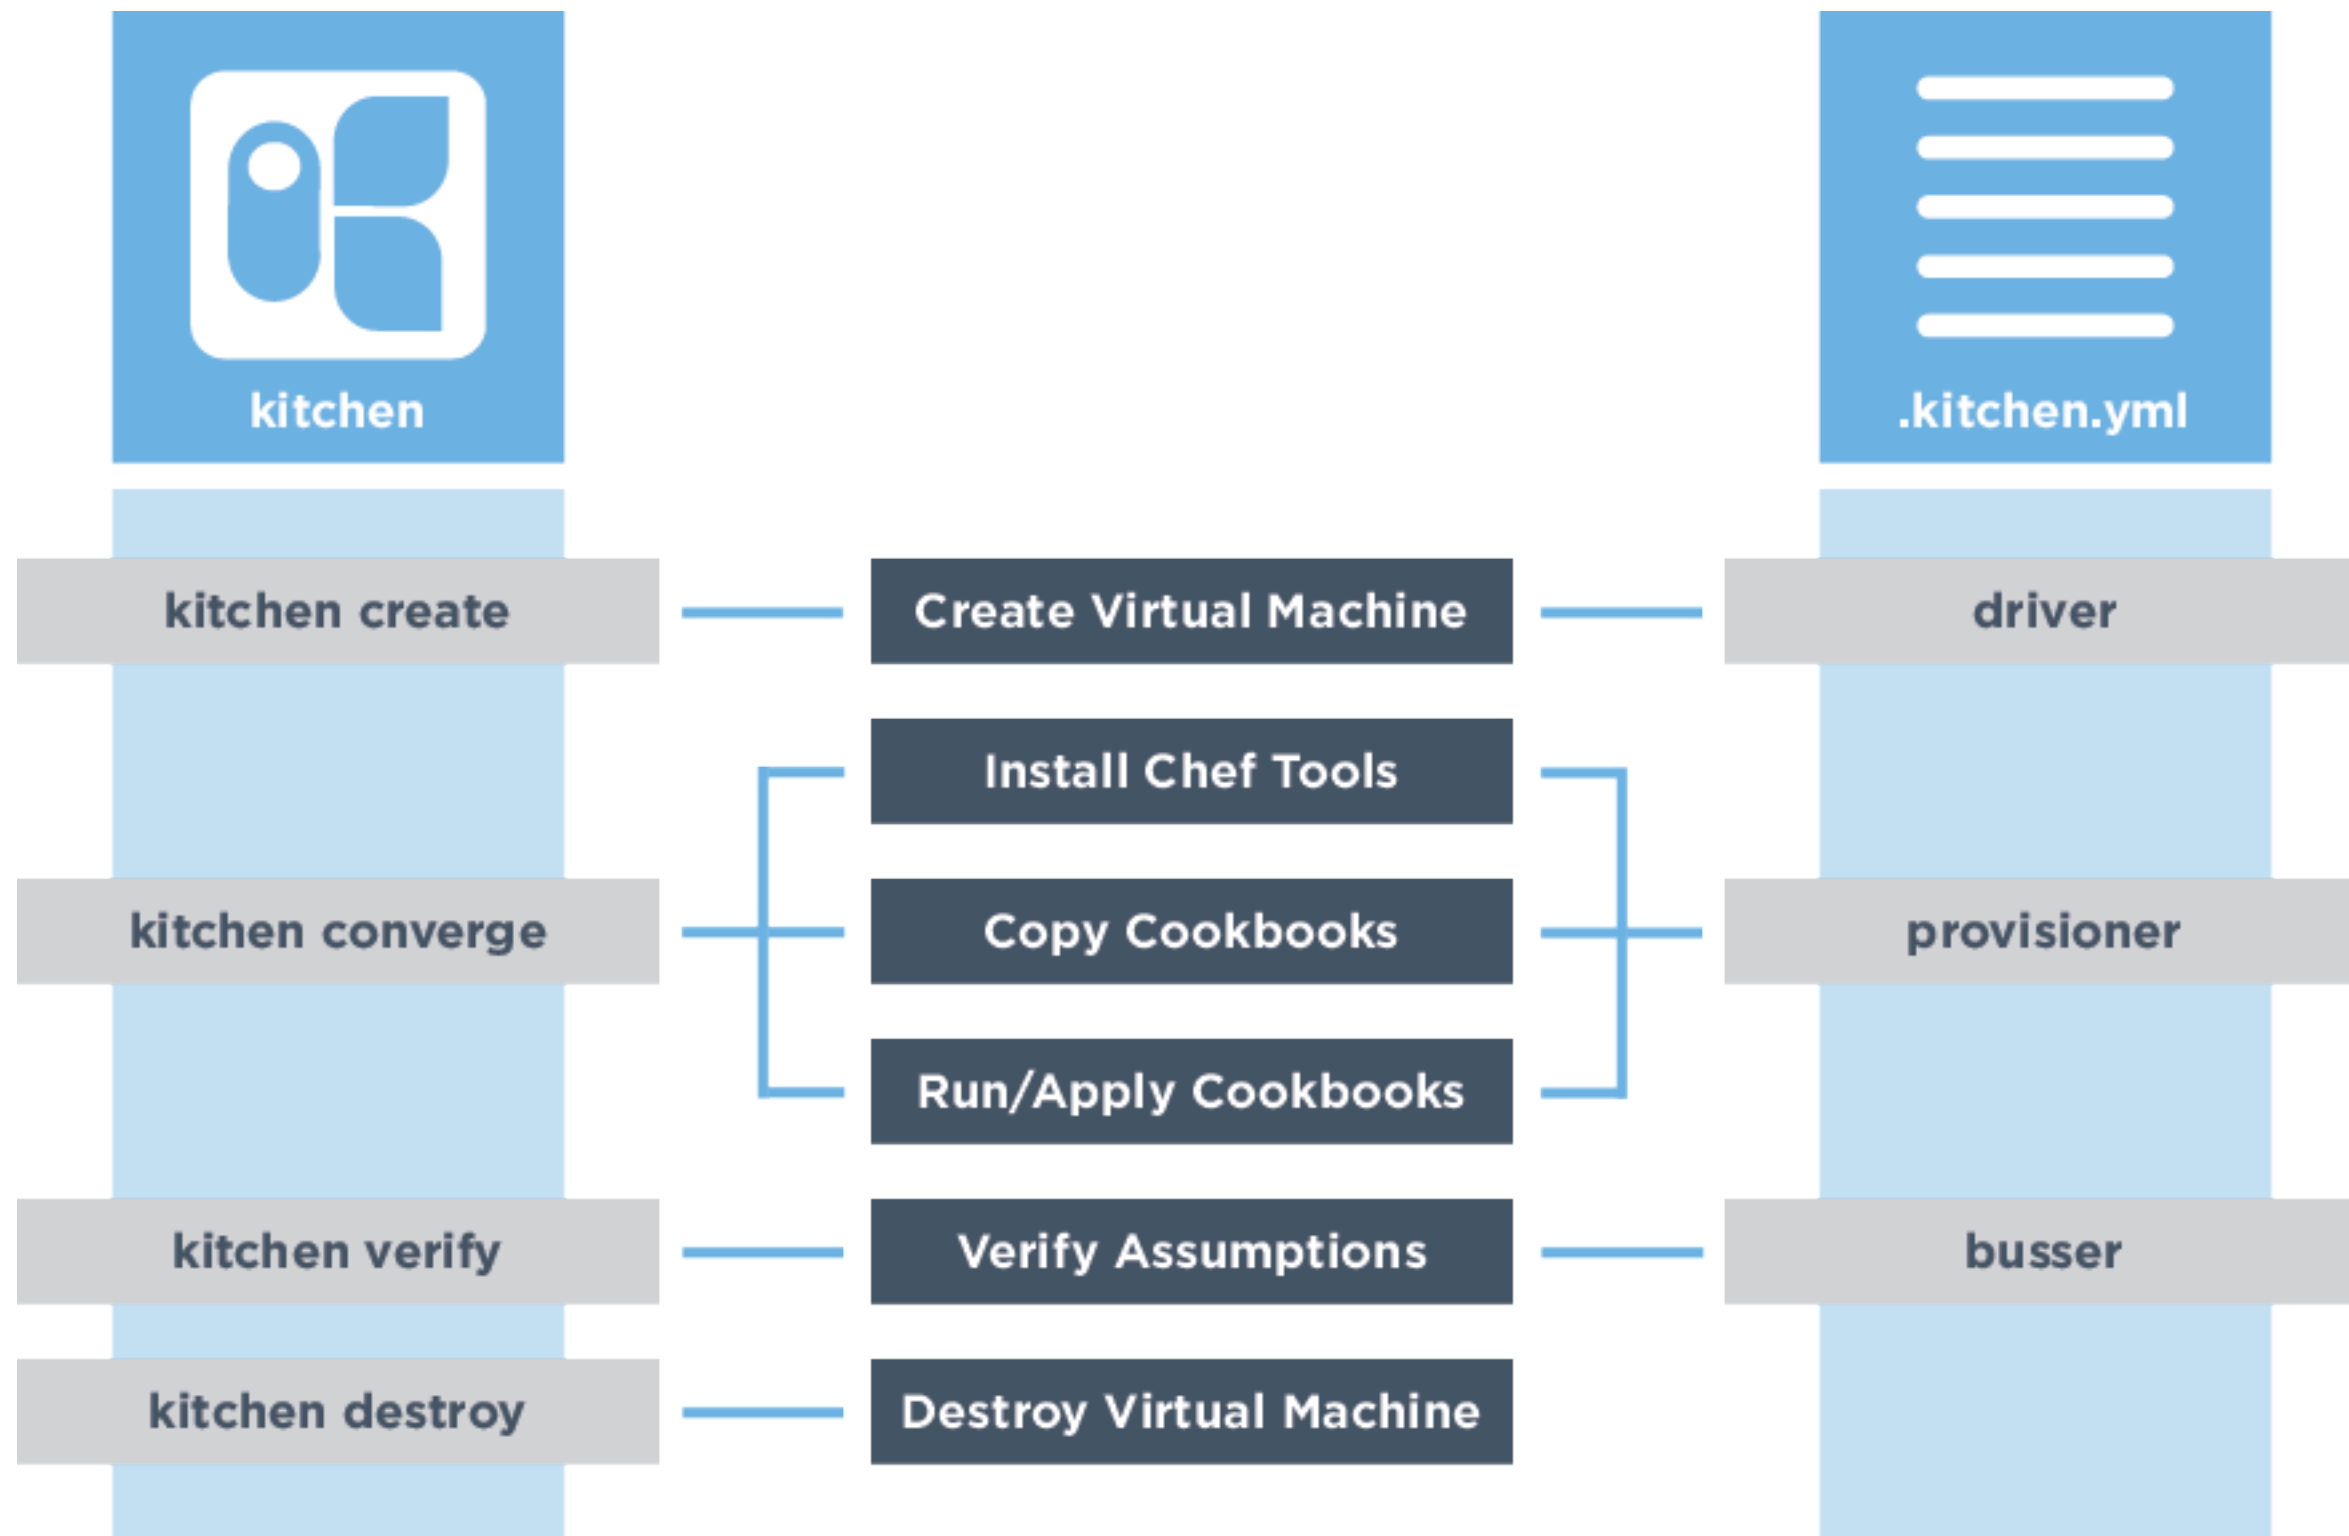 kitchen
.kitchen.yml
kitchen create
Create Virtual Machine
driver
Install Chef Tools
kitchen converge
Copy Cookbooks
provisioner
Run/Apply Cookbooks
kitchen verify
Verify Assumptions
busser
kitchen destroy
Destroy Virtual Machine